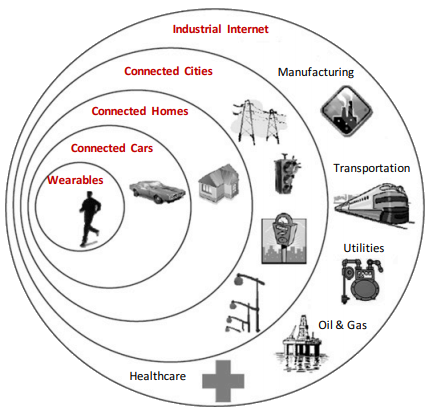 Industrial Internet
Connected Cities
Manufacturing
Connected Homes
Connected Cars
Transportation
Wearables
Utilities
Oil & Gas
Healthcare